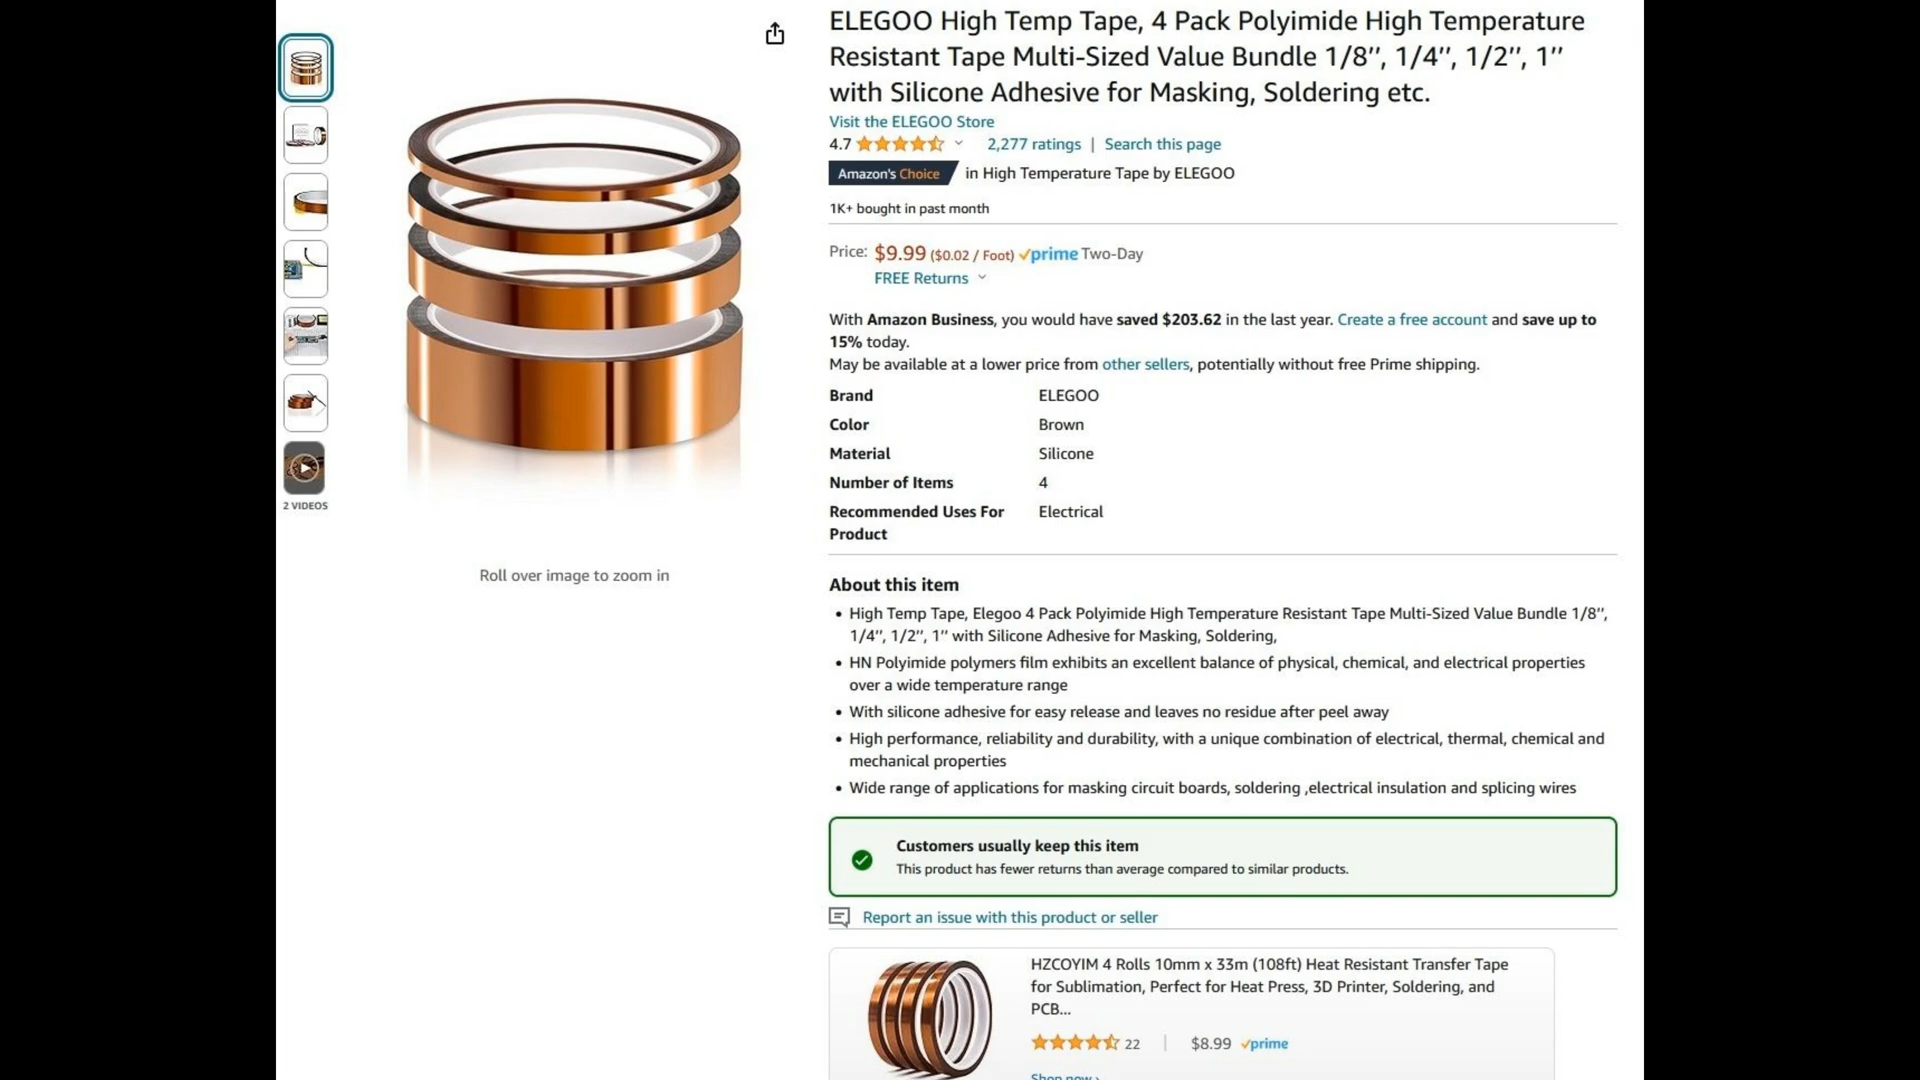 ELEGOO High Temp Tape, 4 Pack Polyimide High Temperature
Resistant Tape Multi-Sized Value Bundle 1/8’’, 1/4’’, 1/2’’, 1’’
with Silicone Adhesive for Masking, Soldering etc.
Visit the ELEGOO Store
4.7
2,277 ratings | Search this page
Amazon's Choice in High Temperature Tape by ELEGOO
1K+ bought in past month
Price: $9.99 ($0.02 / Foot) prime Two-Day
FREE Returns
With Amazon Business, you would have saved $203.62 in the last year. Create a free account and save up to
15% today.
May be available at a lower price from other sellers, potentially without free Prime shipping.
Brand ELEGOO
Color Brown
Material Silicone
Number of Items 4
Recommended Uses For Electrical
Product
2 VIDEOS
Roll over image to zoom in
About this item
• High Temp Tape, Elegoo 4 Pack Polyimide High Temperature Resistant Tape Multi-Sized Value Bundle 1/8’’,
1/4’’, 1/2’’, 1’’ with Silicone Adhesive for Masking, Soldering,
• HN Polyimide polymers film exhibits an excellent balance of physical, chemical, and electrical properties
over a wide temperature range
• With silicone adhesive for easy release and leaves no residue after peel away
• High performance, reliability and durability, with a unique combination of electrical, thermal, chemical and
mechanical properties
• Wide range of applications for masking circuit boards, soldering ,electrical insulation and splicing wires
Customers usually keep this item
This product has fewer returns than average compared to similar products.
Report an issue with this product or seller
HZCOYIM 4 Rolls 10mm x 33m (108ft) Heat Resistant Transfer Tape
for Sublimation, Perfect for Heat Press, 3D Printer, Soldering, and
PCB...
22 | $8.99 prime
Shop now ›